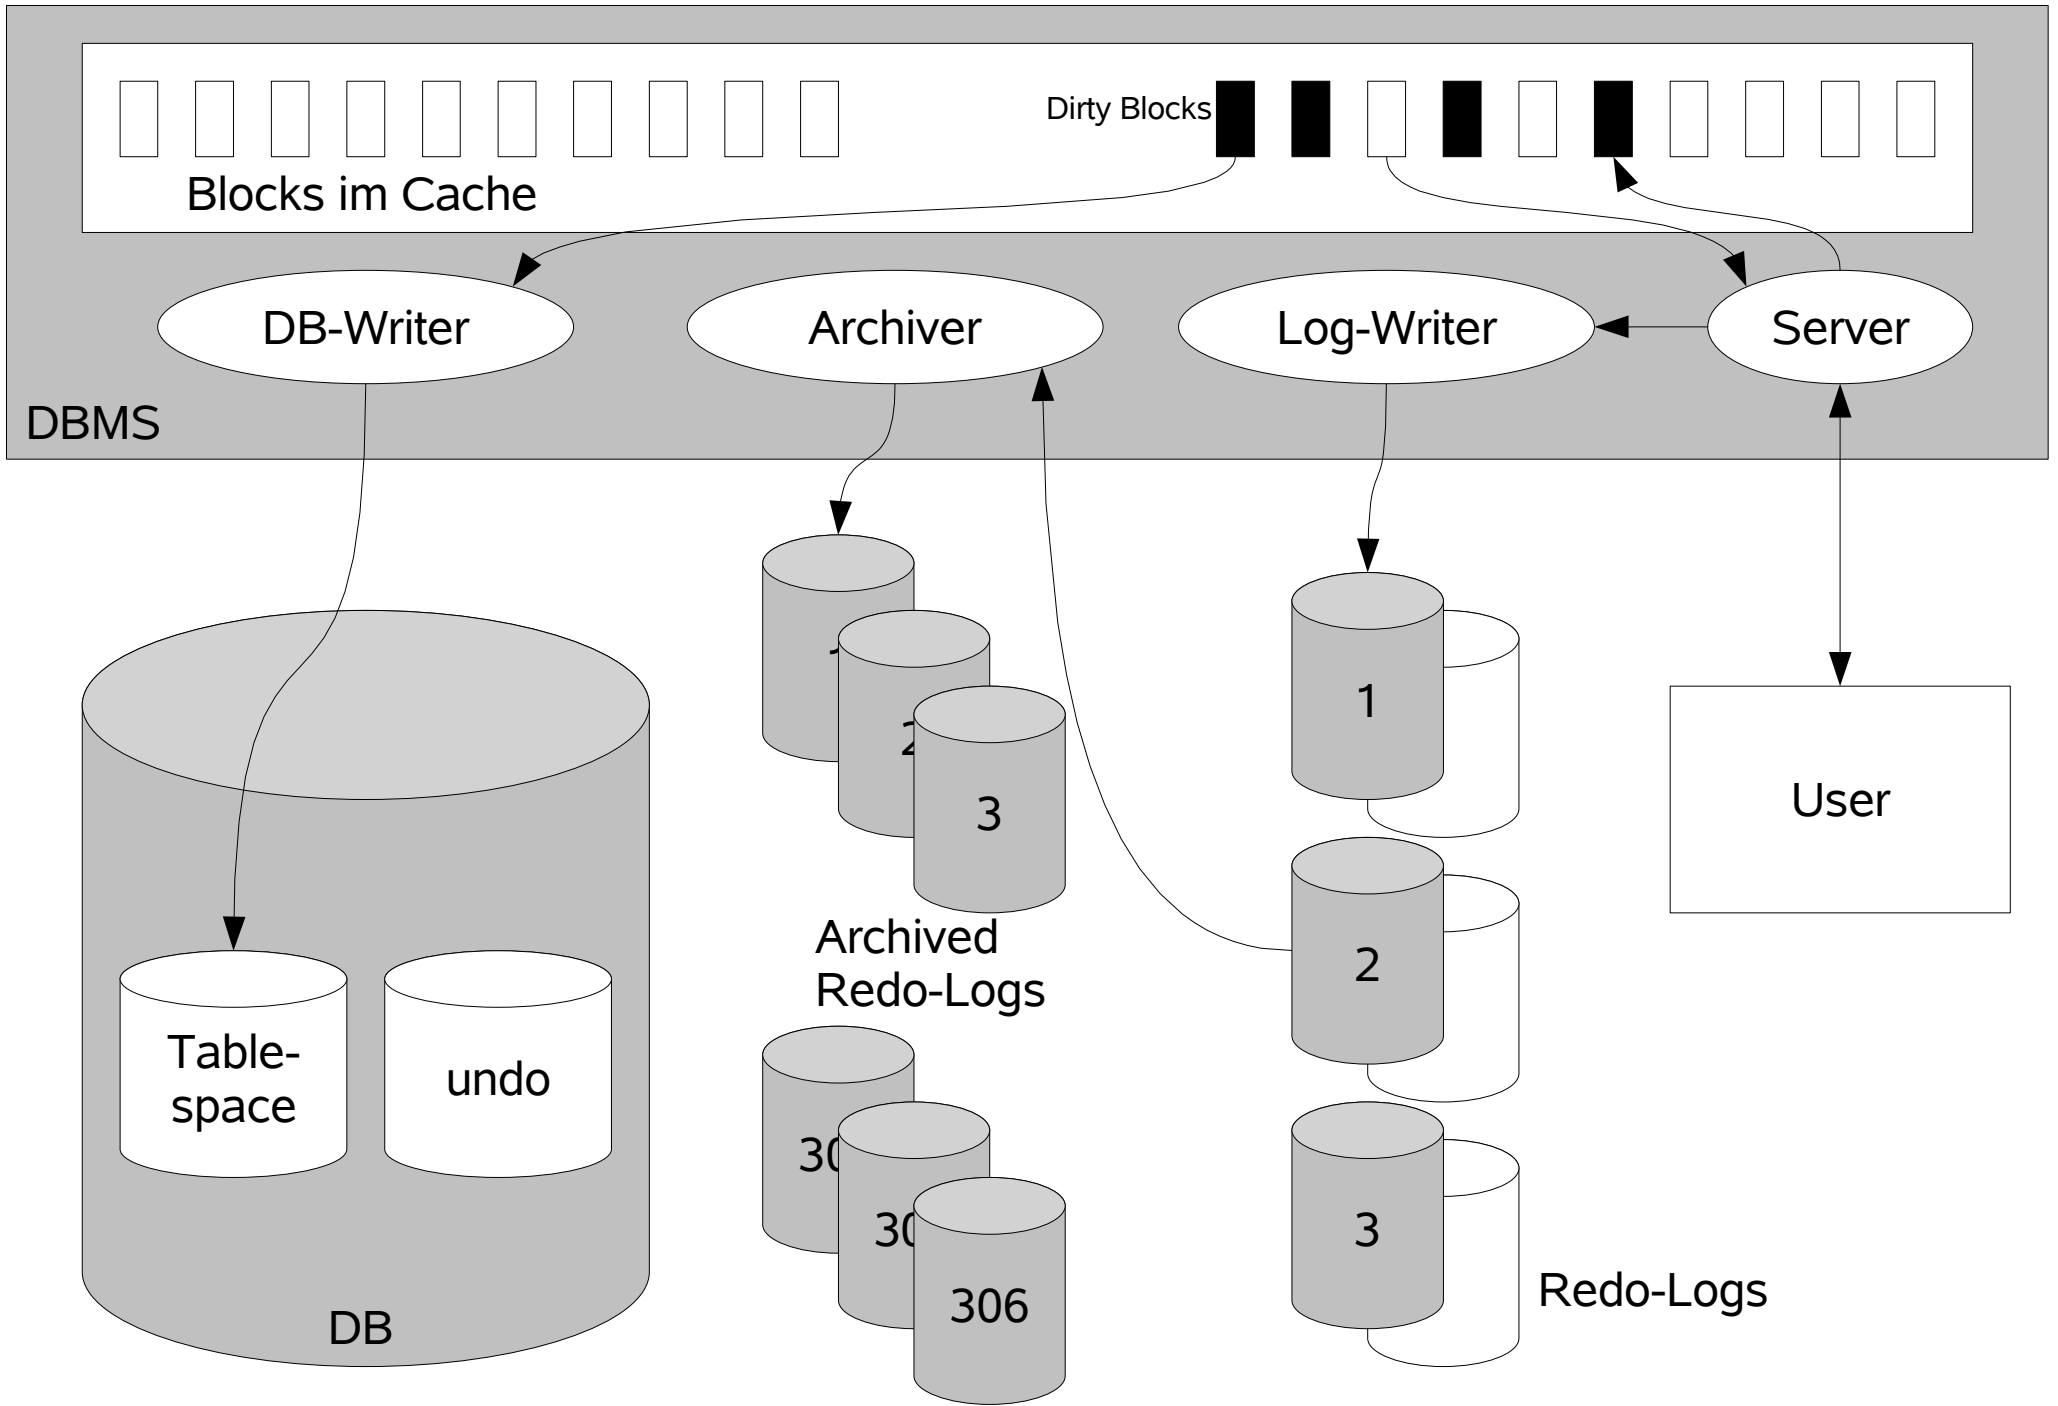 Dirty Blocks
Blocks im Cache
DB-Writer
Archiver
Log-Writer
Server
DBMS
1
2
3
User
2
Archived
Redo-Logs
Table-
space
undo
306
3
Redo-Logs
DB